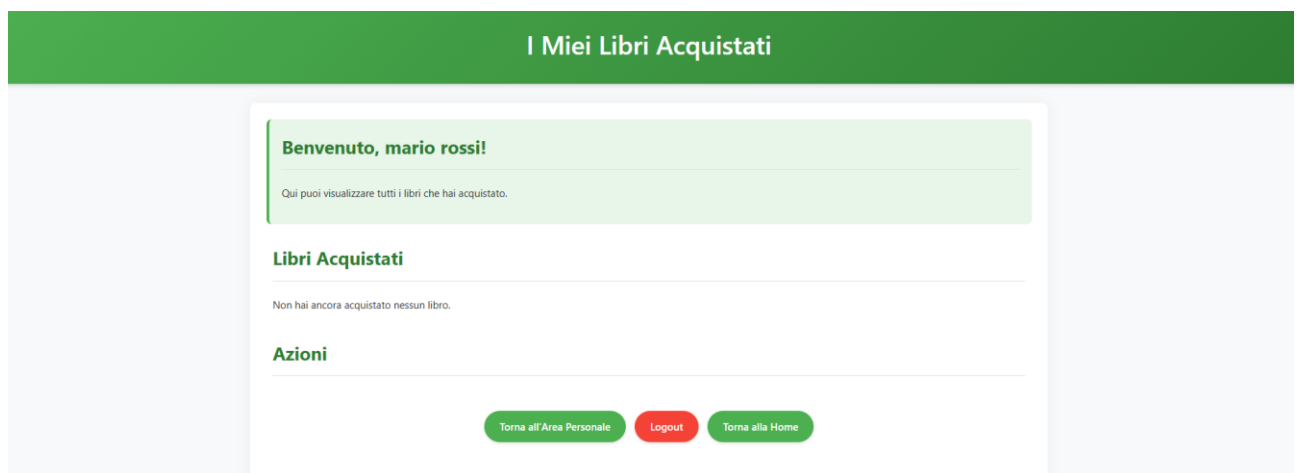 I Miei Libri Acquistati
Benvenuto, mario rossi!
Qui puoi visualizzare tutti i libri che hai acquistato.
Libri Acquistati
Non hai ancora acquistato nessun libro.
Azioni
Torna all'Area Personale
Logout
Torna alla Home